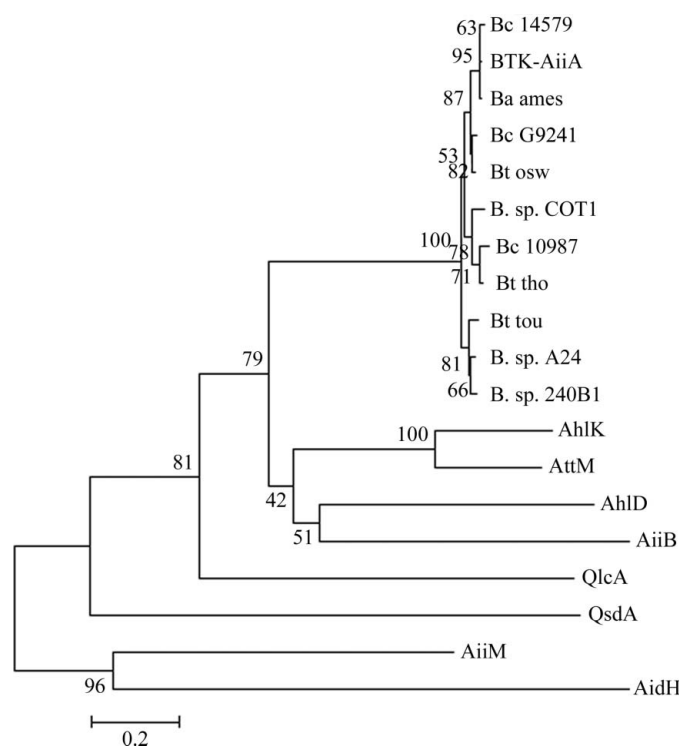 63 Bc 14579
95 BTK-AiiA
87 Ba ames
Bc G9241
53
82 Bt osw
B. sp. COT1
100
78 Bc 10987
71 Bt tho
Bt tou
79 81 B. sp. A24
66 B. sp. 240B1
100 AhlK
81 AttM
42 AhlD
51 AiiB
QlcA
QsdA
AiiM
96 AidH
0.2